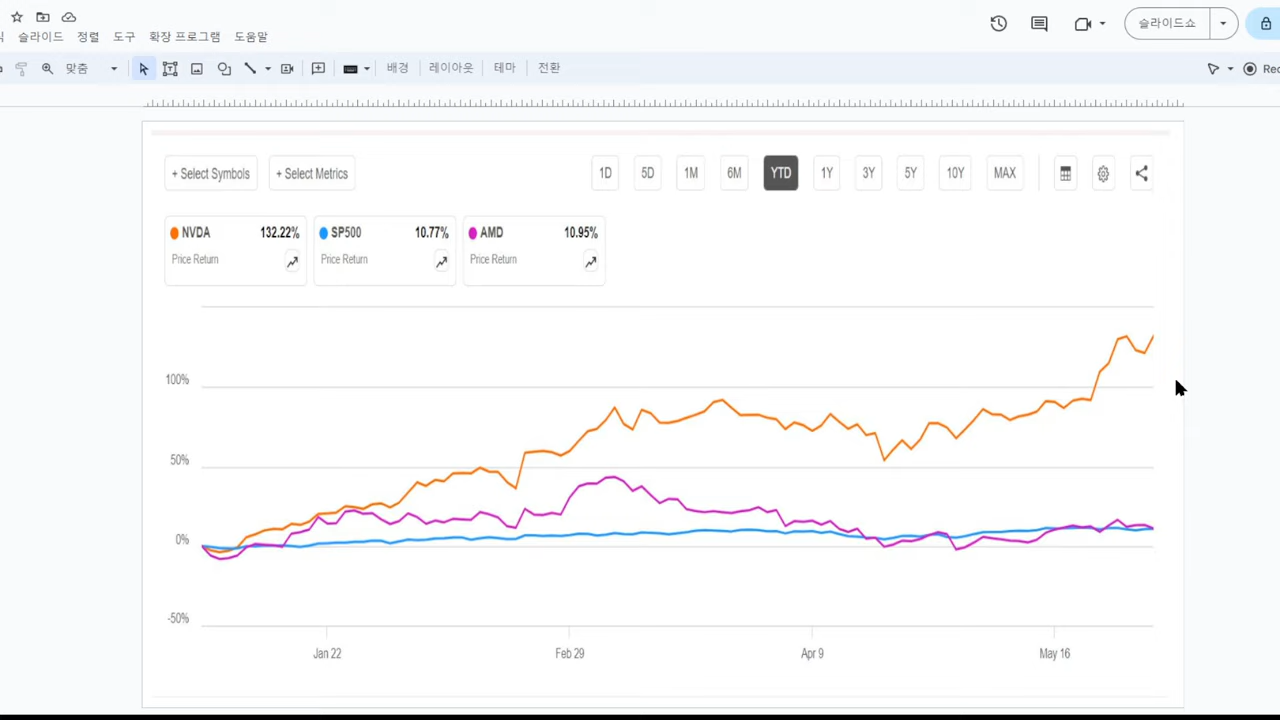 슬라이드 정렬 도구 확장 프로그램 도움말
슬라이드쇼
맞춤 배경 레이아웃 테마 전환
+ Select Symbols + Select Metrics 1D 5D 1M 6M YTD 1Y 3Y 5Y 10Y MAX
NVDA 132.22% SP500 10.77% AMD 10.95%
Price Return Price Return Price Return
100%
50%
0%
-50%
Jan 22 Feb 29 Apr 9 May 16